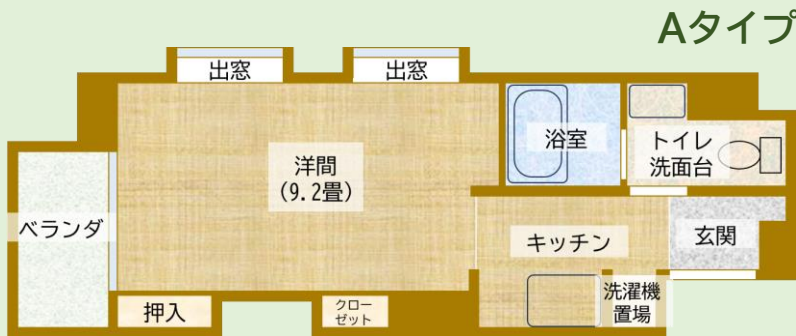 Aタイプ
出窓
出窓
浴室
トイレ
洗面台
洋間
(9.2畳)
ベランダ
キッチン
玄関
押入
クロー
ゼット
洗濯機
置場